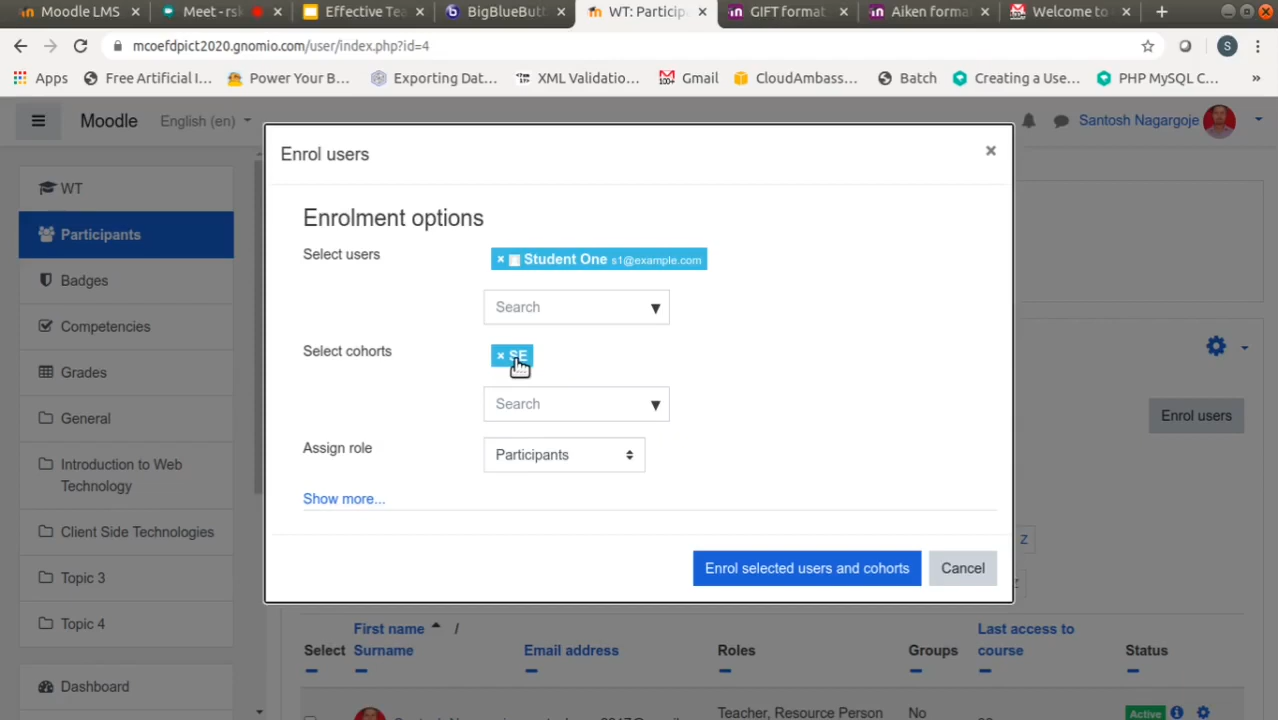 Moodle LMS
Meet - rsk
Effective Tea
BigBlueButt
WT: Particip
GIFT format
Aiken forma
Welcome to
mcoefdpict2020.gnomio.com/user/index.php?id=4
S
Apps
Free Artificial I...
Power Your B...
Exporting Dat...
XML Validatio...
Gmail
CloudAmbass...
Batch
Creating a Use...
PHP MySQL C...
»
Moodle
English (en)
Santosh Nagargoje
WT
Participants
Badges
Competencies
Grades
General
Introduction to Web
Technology
Client Side Technologies
Topic 3
Topic 4
Dashboard
Enrol users
×
Enrolment options
Select users
× Student One s1@example.com
Search
Select cohorts
× SE
Search
Assign role
Participants
Show more...
Enrol selected users and cohorts
Cancel
Enrol users
Z
Select
First name / Surname
Email address
Roles
Groups
Last access to
course
Status
Teacher, Resource Person
No
Active